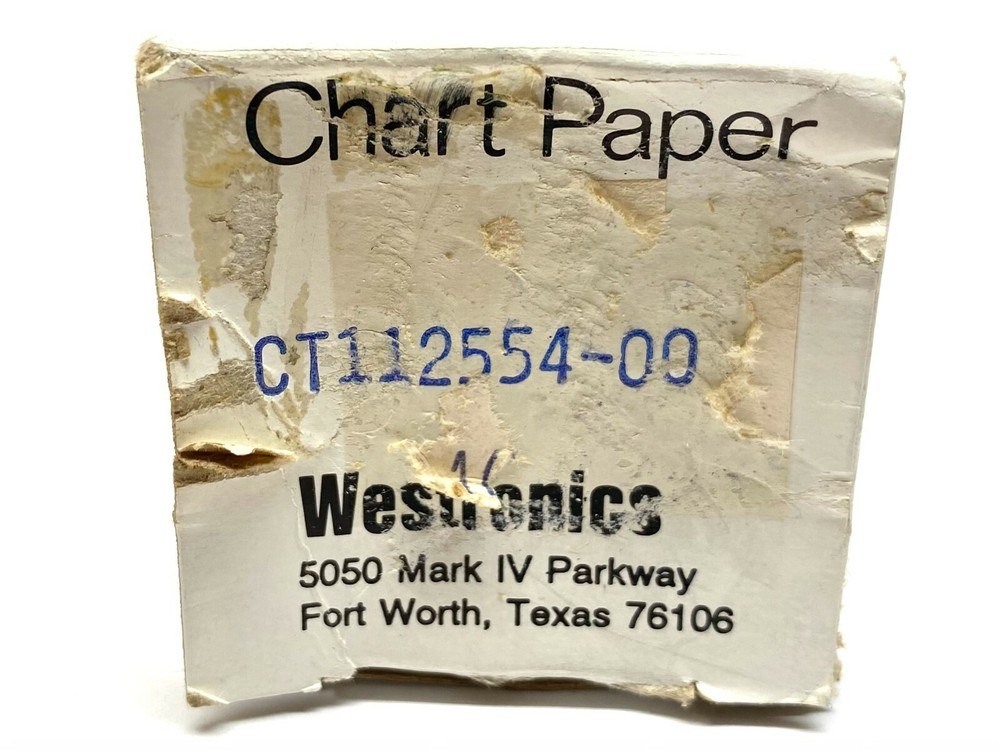 Chart Paper
CT112554-00
Westronics
5050 Mark IV Parkway
Fort Worth, Texas 76106